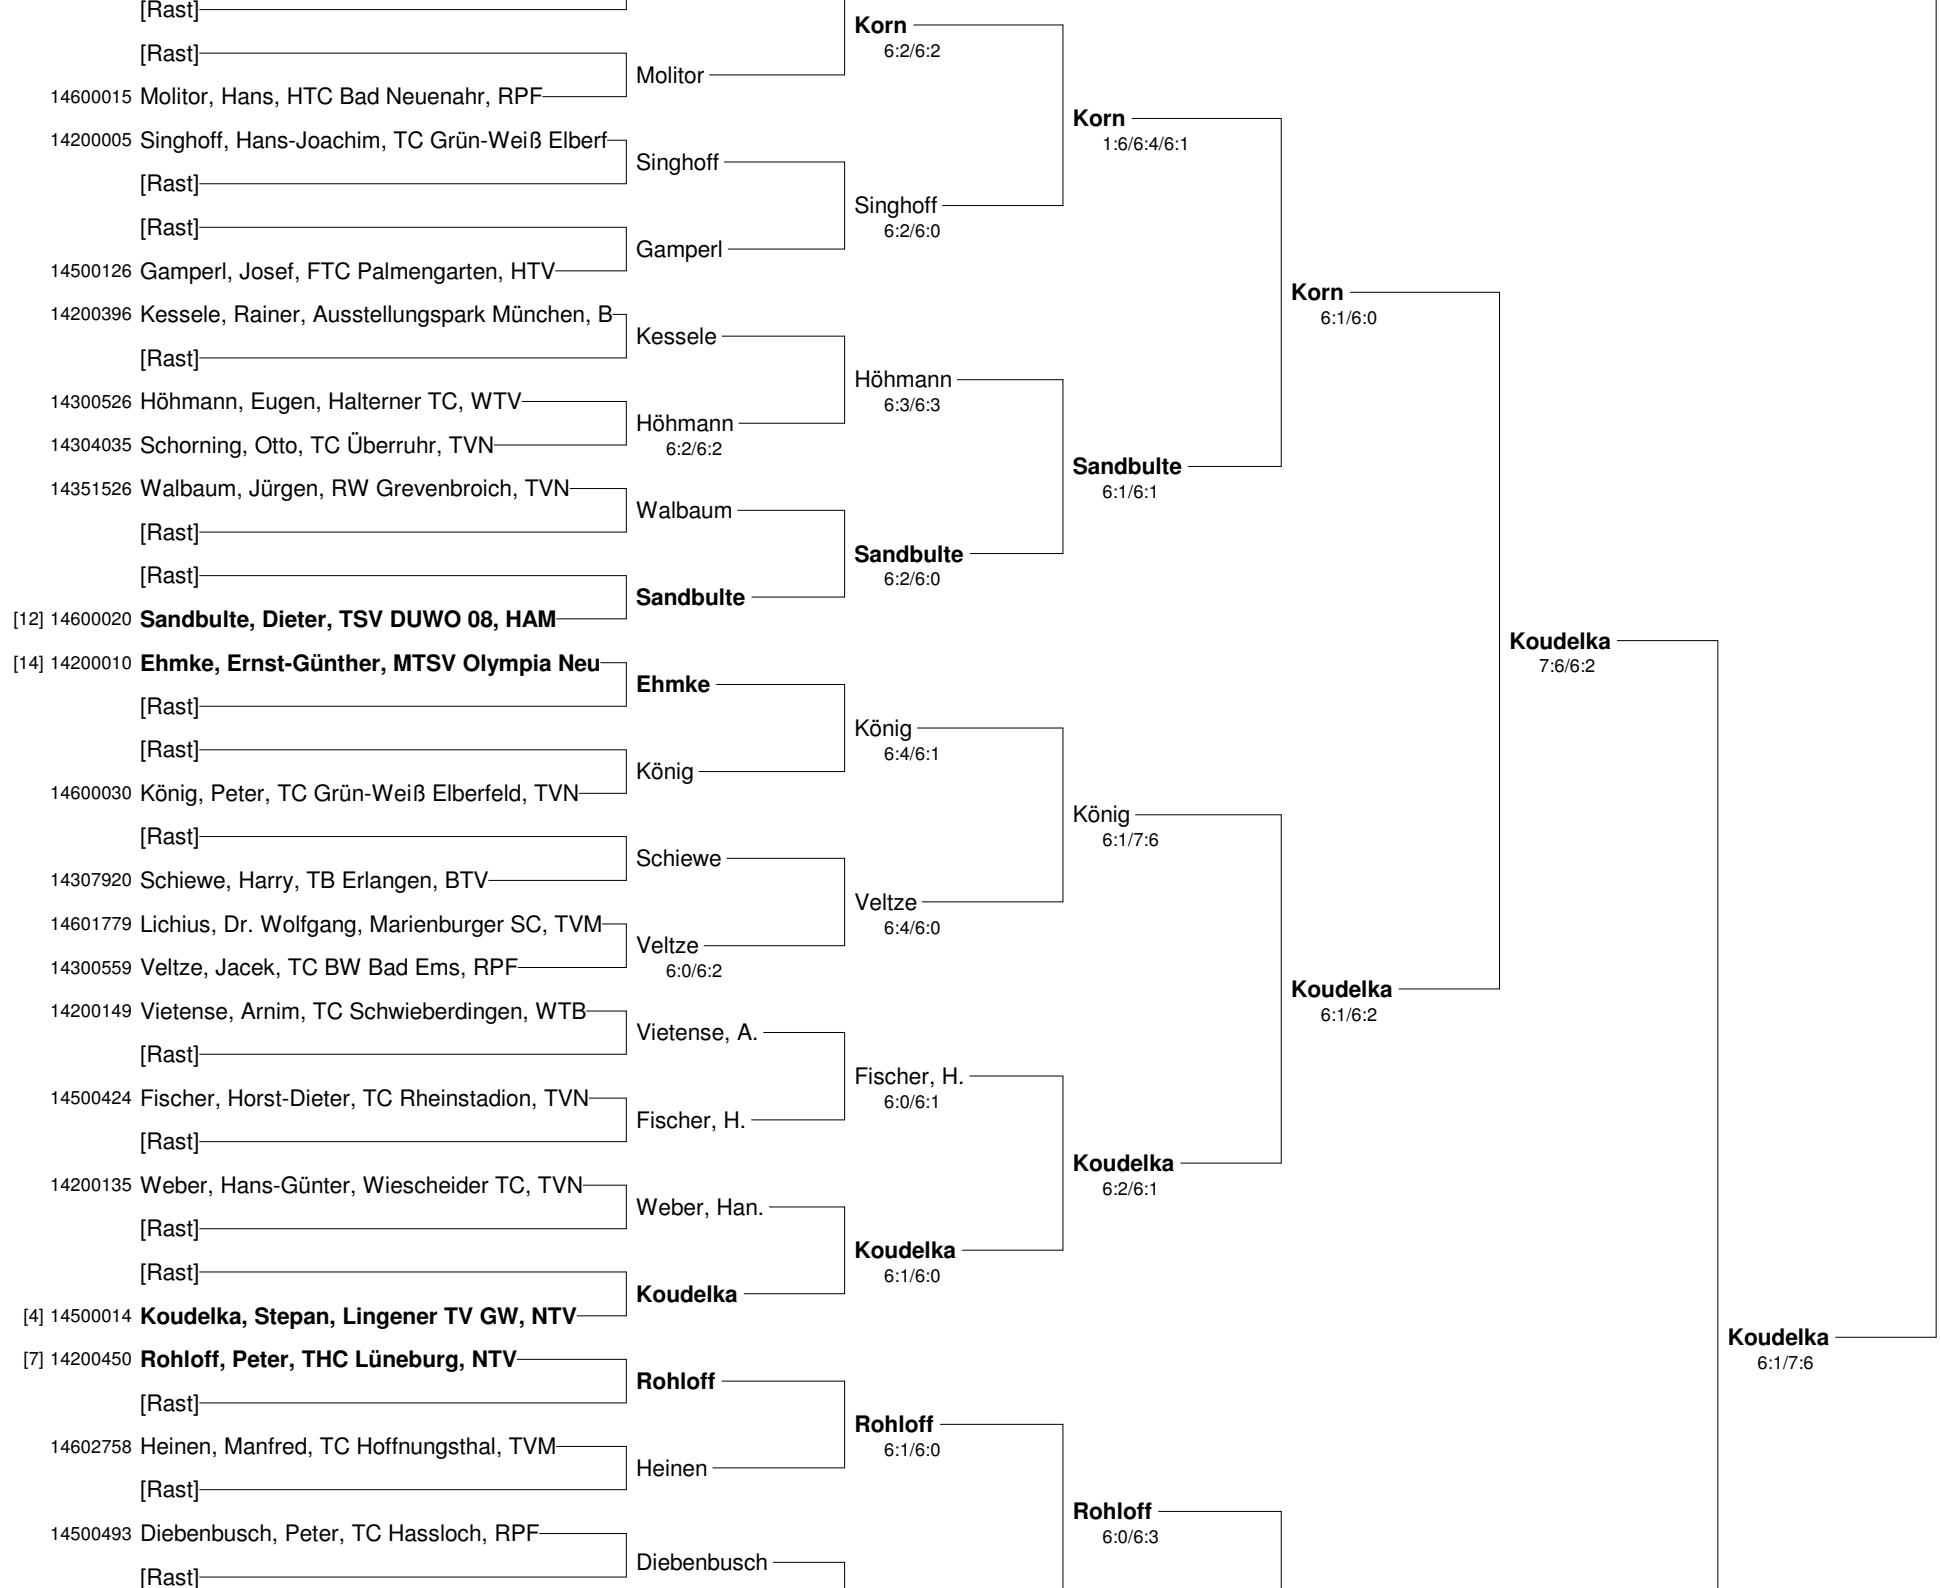 [Rast]
Korn
6:2/6:2
[Rast]
Molitor
14600015 Molitor, Hans, HTC Bad Neuenahr, RPF
Korn
1:6/6:4/6:1
14200005 Singhoff, Hans-Joachim, TC Grün-Weiß Elberf
Singhoff
[Rast]
Singhoff
6:2/6:0
[Rast]
Gamperl
14500126 Gamperl, Josef, FTC Palmengarten, HTV
Korn
6:1/6:0
14200396 Kessele, Rainer, Ausstellungspark München, B
Kessele
[Rast]
Höhmann
6:3/6:3
14300526 Höhmann, Eugen, Halterner TC, WTV
Höhmann
6:2/6:2
14304035 Schorning, Otto, TC Überruhr, TVN
Sandbulte
6:1/6:1
14351526 Walbaum, Jürgen, RW Grevenbroich, TVN
Walbaum
[Rast]
Sandbulte
6:2/6:0
[Rast]
Sandbulte
[12] 14600020 Sandbulte, Dieter, TSV DUWO 08, HAM
Koudelka
7:6/6:2
[14] 14200010 Ehmke, Ernst-Günther, MTSV Olympia Neu
Ehmke
[Rast]
König
6:4/6:1
[Rast]
König
14600030 König, Peter, TC Grün-Weiß Elberfeld, TVN
König
6:1/7:6
[Rast]
Schiewe
14307920 Schiewe, Harry, TB Erlangen, BTV
Veltze
6:4/6:0
14601779 Lichius, Dr. Wolfgang, Marienburger SC, TVM
Veltze
6:0/6:2
14300559 Veltze, Jacek, TC BW Bad Ems, RPF
Koudelka
6:1/6:2
14200149 Vietense, Arnim, TC Schwieberdingen, WTB
Vietense, A.
[Rast]
Fischer, H.
6:0/6:1
14500424 Fischer, Horst-Dieter, TC Rheinstadion, TVN
Fischer, H.
[Rast]
Koudelka
6:2/6:1
14200135 Weber, Hans-Günter, Wiescheider TC, TVN
Weber, Han.
[Rast]
Koudelka
6:1/6:0
[Rast]
Koudelka
[4] 14500014 Koudelka, Stepan, Lingener TV GW, NTV
Koudelka
6:1/7:6
[7] 14200450 Rohloff, Peter, THC Lüneburg, NTV
Rohloff
[Rast]
Rohloff
6:1/6:0
14602758 Heinen, Manfred, TC Hoffnungsthal, TVM
Heinen
[Rast]
Rohloff
6:0/6:3
14500493 Diebenbusch, Peter, TC Hassloch, RPF
Diebenbusch
[Rast]